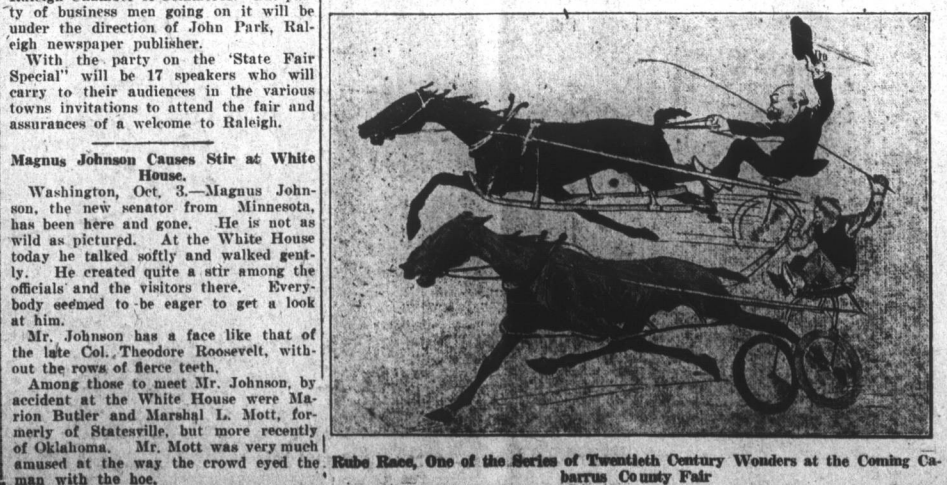 ty of business men going on it will be
under the direction of John Park, Ral-
eigh newspaper publisher.
With the party on the 'State Fair
Special" will be 17 speakers who will
carry to their audiences in the various
towns invitations to attend the fair and
assurances of a welcome to Raleigh.
Magnus Johnson Causes Stir at White
House.
Washington, Oct, 3.—Magnus John-
son, the new senator from Minnesota,
has been here and gone. He is not as
wild as pictured. At the White House
today he talked softly and walked gent-
ly. He created quite a stir among the
officials and the visitors there. Every-
body seemed to be eager to get a look
at him.
Mr. Johnson has a face like that of
the late Col. Theodore Roosevelt, with-
out the rows of fierce teeth.
Among those to meet Mr. Johnson, by
accident at the White House were Ma-
rion Butler and Marshal L. Mott, for-
merly of Statesville, but more recently
of Oklahoma. Mr. Mott was very much
amused at the way the crowd eyed the
man with the hoe.
Rube Race, One of the Series of Twentieth Century Wonders at the Coming Ca-
barrus County Fair